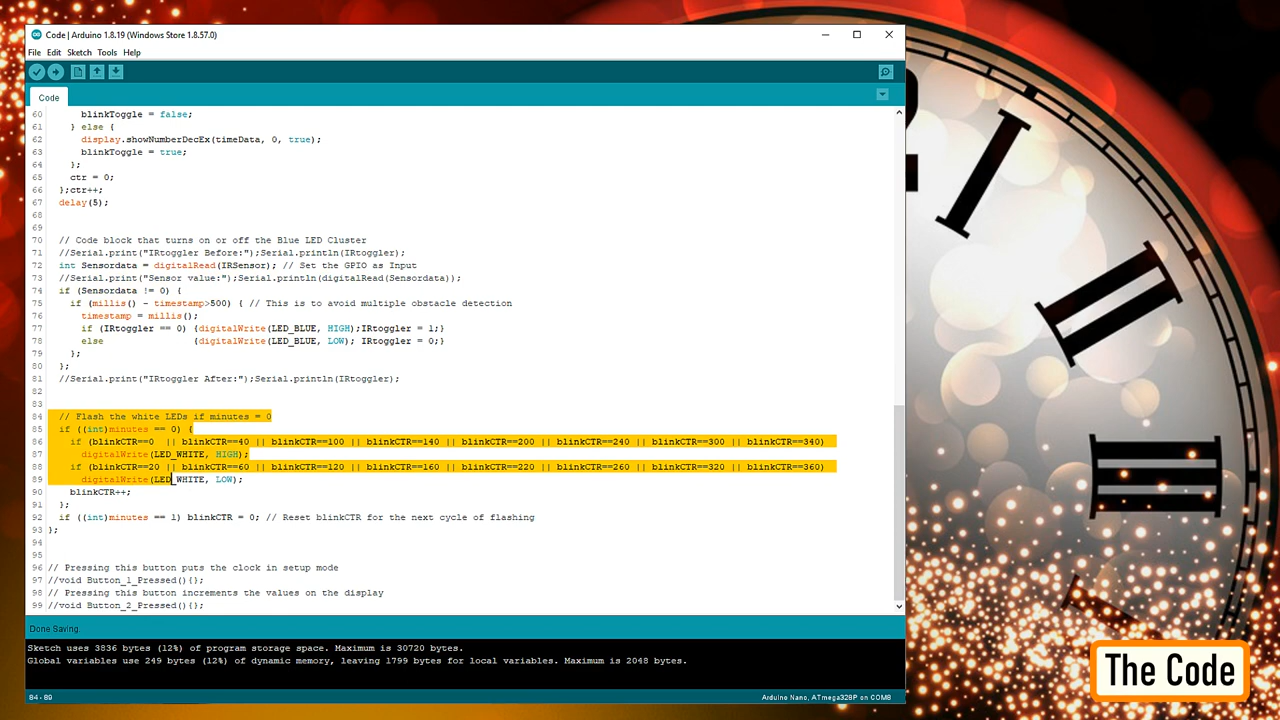 Code | Arduino 1.8.19 (Windows Store 1.8.57.0)
File Edit Sketch Tools Help
Code
60 blinkToggle = false;
61 } else {
62 display.showNumberDecEx(timeData, 0, true);
63 blinkToggle = true;
64 };
65 ctr = 0;
66 };ctr++;
67 delay(5);
68
69
70 // Code block that turns on or off the Blue LED Cluster
71 //Serial.print("IRtoggler Before:");Serial.println(IRtoggler);
72 int Sensordata = digitalRead(IRSensor); // Set the GPIO as Input
73 //Serial.print("Sensor value:");Serial.println(digitalRead(Sensordata));
74 if (Sensordata != 0) {
75 if (millis() - timestamp>500) { // This is to avoid multiple obstacle detection
76 timestamp = millis();
77 if (IRtoggler == 0) {digitalWrite(LED_BLUE, HIGH);IRtoggler = 1;}
78 else {digitalWrite(LED_BLUE, LOW); IRtoggler = 0;}
79 };
80 };
81 //Serial.print("IRtoggler After:");Serial.println(IRtoggler);
82
83
84 // Flash the white LEDs if minutes = 0
85 if ((int)minutes == 0) {
86 if (blinkCTR==0 || blinkCTR==40 || blinkCTR==100 || blinkCTR==140 || blinkCTR==200 || blinkCTR==240 || blinkCTR==300 || blinkCTR==340)
87 digitalWrite(LED_WHITE, HIGH);
88 if (blinkCTR==20 || blinkCTR==60 || blinkCTR==120 || blinkCTR==160 || blinkCTR==220 || blinkCTR==260 || blinkCTR==320 || blinkCTR==360)
89 digitalWrite(LED_WHITE, LOW);
90 blinkCTR++;
91 };
92 if ((int)minutes == 1) blinkCTR = 0; // Reset blinkCTR for the next cycle of flashing
93 };
94
95
96 // Pressing this button puts the clock in setup mode
97 //void Button_1_Pressed(){};
98 // Pressing this button increments the values on the display
99 //void Button_2_Pressed(){};
Done Saving.
Sketch uses 3836 bytes (12%) of program storage space. Maximum is 30720 bytes.
Global variables use 249 bytes (12%) of dynamic memory, leaving 1799 bytes for local variables. Maximum is 2048 bytes.
84 - 89
Arduino Nano, ATmega328P on COM8
I
II
III
The Code